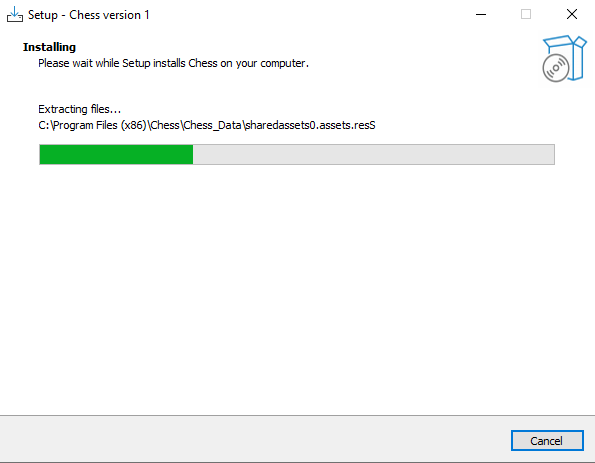 Setup - Chess version 1
Installing
Please wait while Setup installs Chess on your computer.
Extracting files...
C:\Program Files (x86)\Chess\Chess_Data\sharedassets0.assets.resS
Cancel